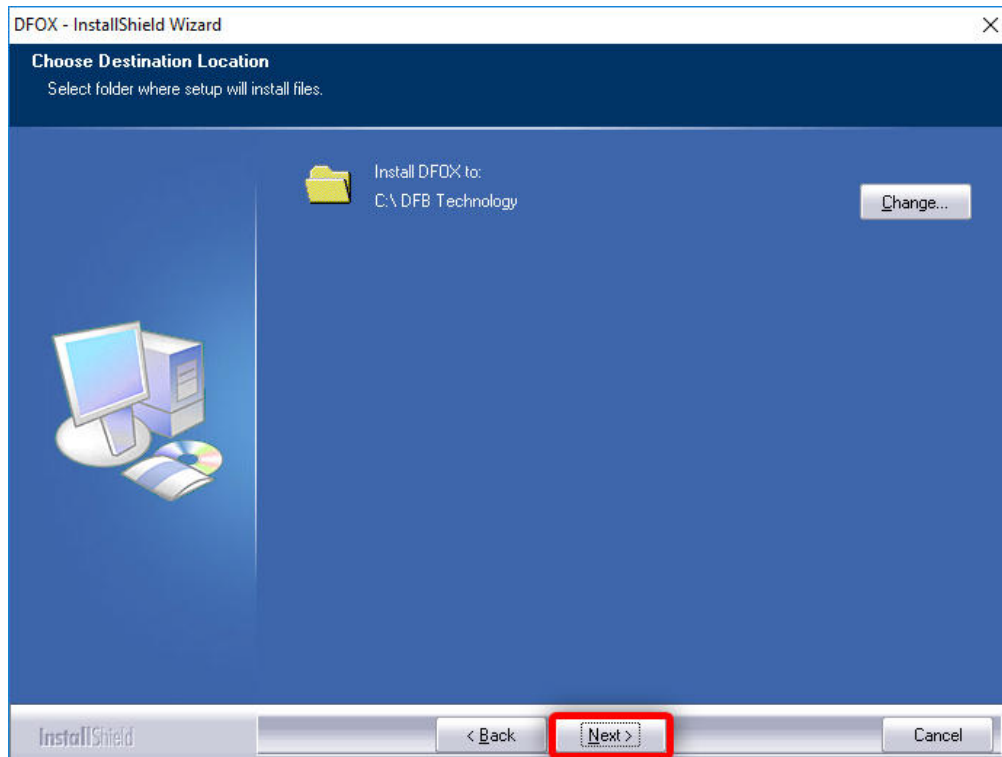 DFOX - InstallShield Wizard
Choose Destination Location
Select folder where setup will install files.
Install DFOX to:
C:\ DFB Technology
Change...
InstallShield
< Back
Next >
Cancel